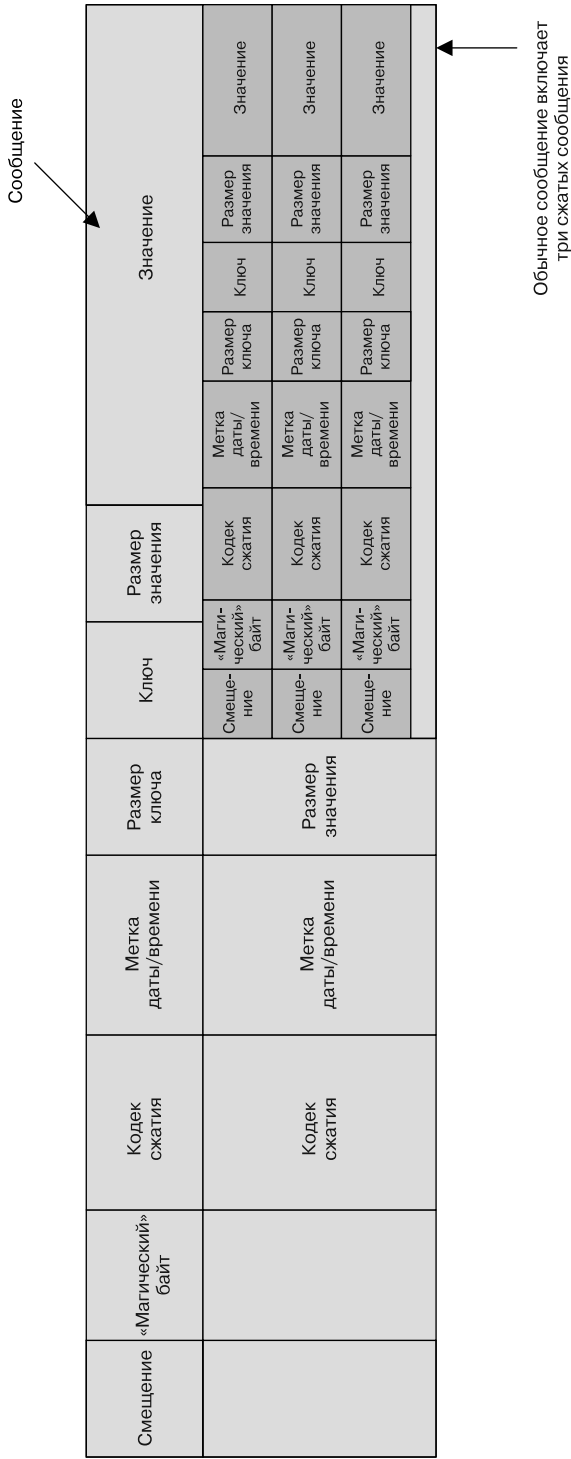 Сообщение
Смещение
«Магический»
байт
Кодек
сжатия
Метка
даты/времени
Размер
ключа
Ключ
Размер
значения
Значение
Кодек
сжатия
Метка
даты/времени
Размер
значения
Смеще-
ние
«Маги-
ческий»
байт
Кодек
сжатия
Метка
даты/
времени
Размер
ключа
Ключ
Размер
значения
Значение
Смеще-
ние
«Маги-
ческий»
байт
Кодек
сжатия
Метка
даты/
времени
Размер
ключа
Ключ
Размер
значения
Значение
Смеще-
ние
«Маги-
ческий»
байт
Кодек
сжатия
Метка
даты/
времени
Размер
ключа
Ключ
Размер
значения
Значение
Обычное сообщение включает
три сжатых сообщения